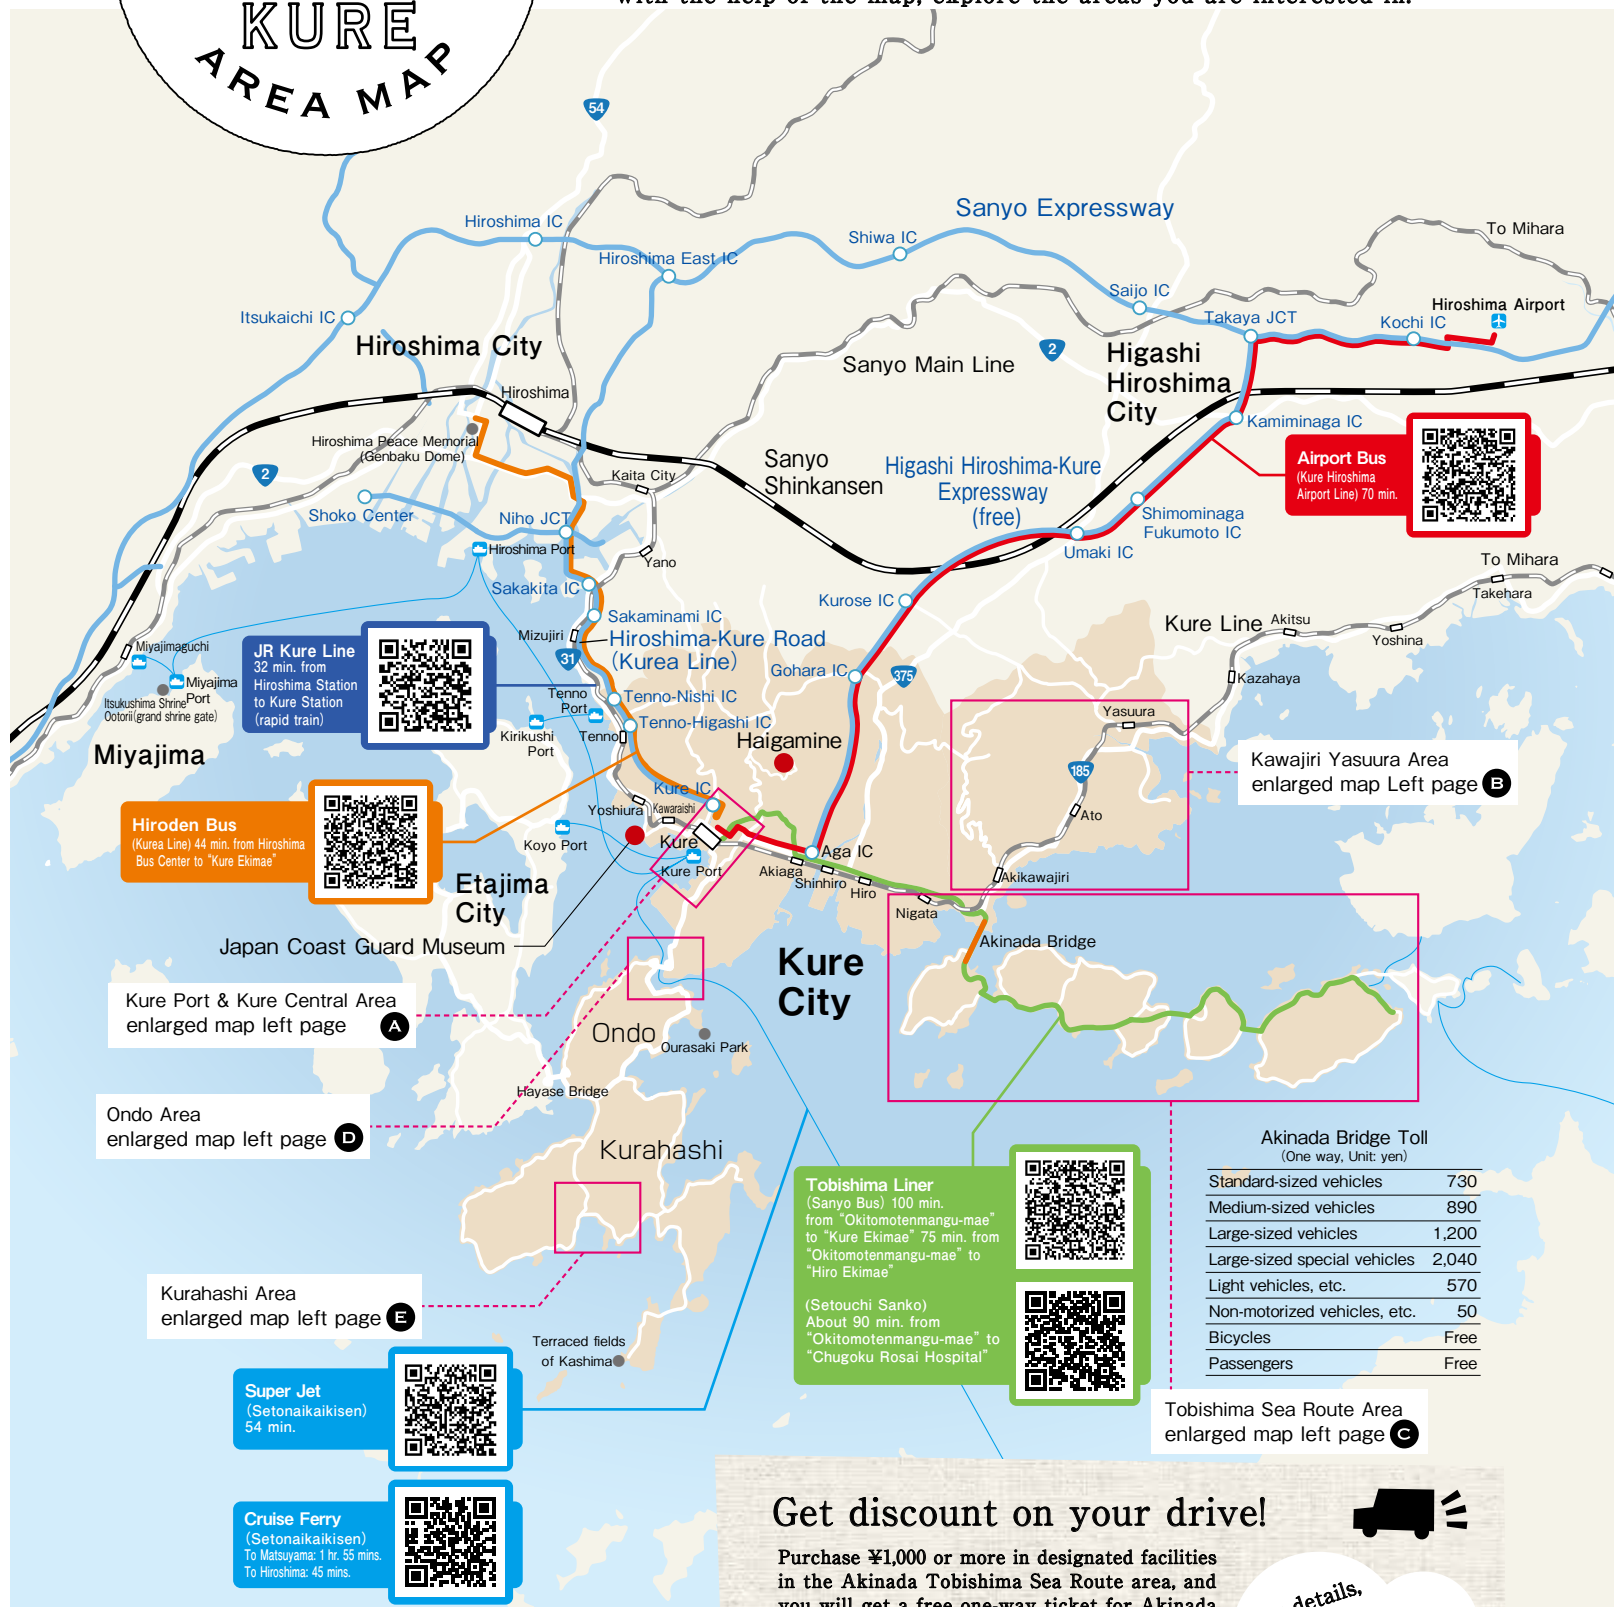 with the help of the map, explore the areas you are interested in!
KURE
AREA MAP
54
Sanyo Expressway
Hiroshima IC
Shiwa IC
To Mihara
Hiroshima East IC
Saijo IC
Hiroshima Airport
Itsukaichi IC
Takaya JCT
Kochi IC
Hiroshima City
2
Higashi
Hiroshima
City
Sanyo Main Line
Hiroshima
Kamiminaga IC
Hiroshima Peace Memorial
(Genbaku Dome)
Airport Bus
(Kure Hiroshima
Airport Line) 70 min.
2
Kaita City
Sanyo
Shinkansen
Higashi Hiroshima-Kure
Expressway
(free)
Shoko Center
Niho JCT
Shimominaga
Fukumoto IC
Hiroshima Port
Umaki IC
Yano
To Mihara
Sakakita IC
Takehara
Kurose IC
Sakaminami IC
Kure Line
Akitsu
Yoshina
Mizujiri
Hiroshima-Kure Road
(Kurea Line)
31
Miyajimaguchi
JR Kure Line
32 min. from
Hiroshima Station
to Kure Station
(rapid train)
Gohara IC
375
Kazahaya
Miyajima
Port
Itsukushima Shrine
Ootorii(grand shrine gate)
Tenno
Port
Tenno-Nishi IC
Yasuura
Tenno-Higashi IC
Kirikushi
Port
Tenno
Haigamine
Miyajima
185
Kawajiri Yasuura Area
enlarged map Left page B
Kure IC
Yoshiura
Kawaraishi
Ato
Hiroden Bus
(Kurea Line) 44 min. from Hiroshima
Bus Center to "Kure Ekimae"
Koyo Port
Kure
Aga IC
Kure Port
Akiaga
Shinhiro
Hiro
Akikawajiri
Etajima
City
Nigata
Japan Coast Guard Museum
Akinada Bridge
Kure
City
Kure Port & Kure Central Area
enlarged map left page A
Ondo
Ourasaki Park
Hayase Bridge
Ondo Area
enlarged map left page D
Kurahashi
Akinada Bridge Toll
(One way, Unit: yen)
Standard-sized vehicles 730
Medium-sized vehicles 890
Large-sized vehicles 1,200
Large-sized special vehicles 2,040
Light vehicles, etc. 570
Non-motorized vehicles, etc. 50
Bicycles Free
Passengers Free
Tobishima Liner
(Sanyo Bus) 100 min.
from "Okitomotenmangu-mae"
to "Kure Ekimae" 75 min. from
"Okitomotenmangu-mae" to
"Hiro Ekimae"
(Setouchi Sanko)
About 90 min. from
"Okitomotenmangu-mae" to
"Chugoku Rosai Hospital"
Kurahashi Area
enlarged map left page E
Terraced fields
of Kashima
Super Jet
(Setonaikaikisen)
54 min.
Tobishima Sea Route Area
enlarged map left page C
Cruise Ferry
(Setonaikaikisen)
To Matsuyama: 1 hr. 55 mins.
To Hiroshima: 45 mins.
Get discount on your drive!
Purchase ¥1,000 or more in designated facilities
in the Akinada Tobishima Sea Route area, and
you will get a free one-way ticket for Akinada
details,